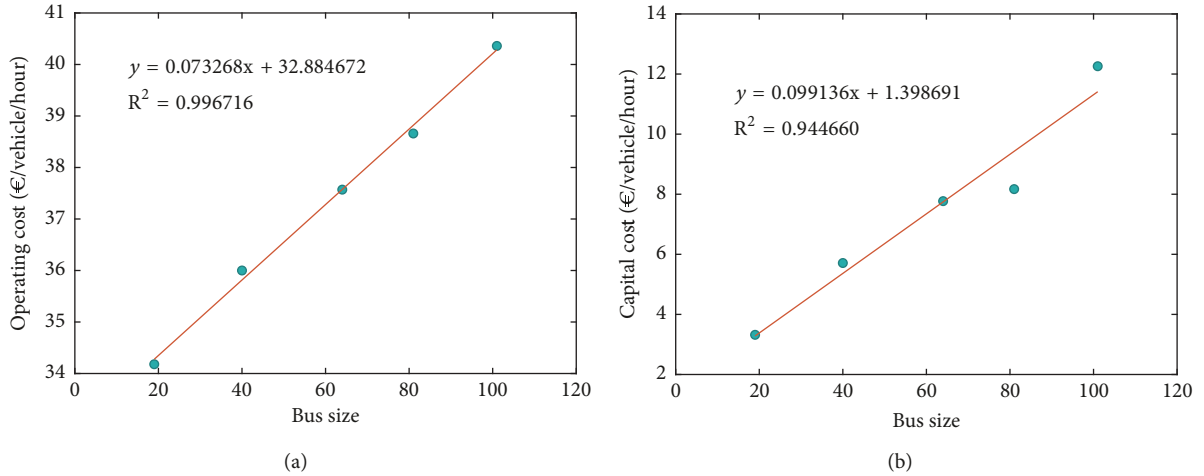 Operating cost (€/vehicle/hour)
41
40
39
38
37
36
35
34
y = 0.073268x + 32.884672
R² = 0.996716
0 20 40 60 80 100 120
Bus size
(a)
Capital cost (€/vehicle/hour)
14
12
10
8
6
4
2
y = 0.099136x + 1.398691
R² = 0.944660
0 20 40 60 80 100 120
Bus size
(b)